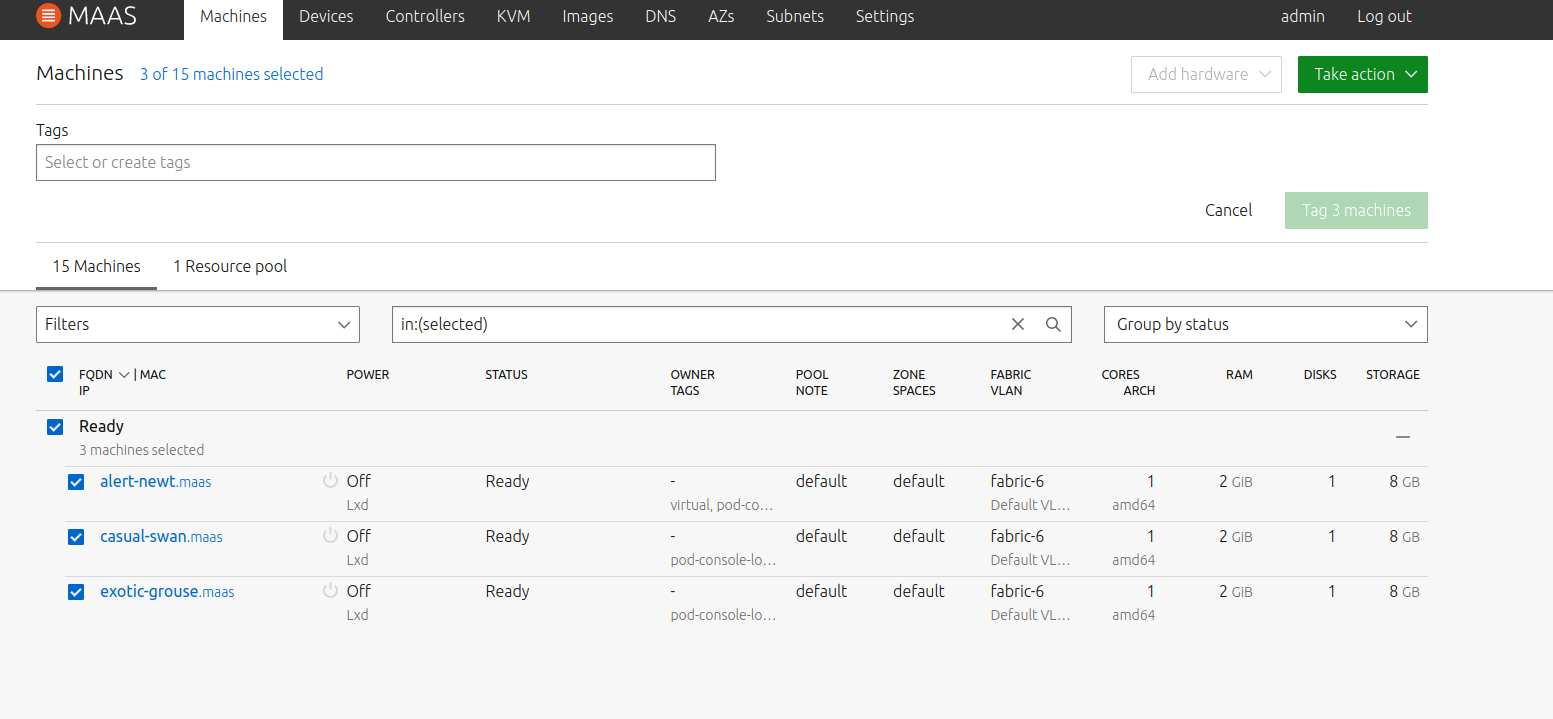 MAAS Machines Devices Controllers KVM Images DNS AZs Subnets Settings admin Log out
Machines 3 of 15 machines selected Add hardware Take action
Tags
Select or create tags
Cancel Tag 3 machines
15 Machines 1 Resource pool
Filters in:(selected) Group by status
FQDN | MAC POWER STATUS OWNER POOL ZONE FABRIC CORES RAM DISKS STORAGE
IP TAGS NOTE SPACES VLAN ARCH
Ready
3 machines selected
alert-newt.maas Off Ready - default default fabric-6 1 2 GiB 1 8 GB
Lxd virtual, pod-co... Default VL... amd64
casual-swan.maas Off Ready - default default fabric-6 1 2 GiB 1 8 GB
Lxd pod-console-lo... Default VL... amd64
exotic-grouse.maas Off Ready - default default fabric-6 1 2 GiB 1 8 GB
Lxd pod-console-lo... Default VL... amd64